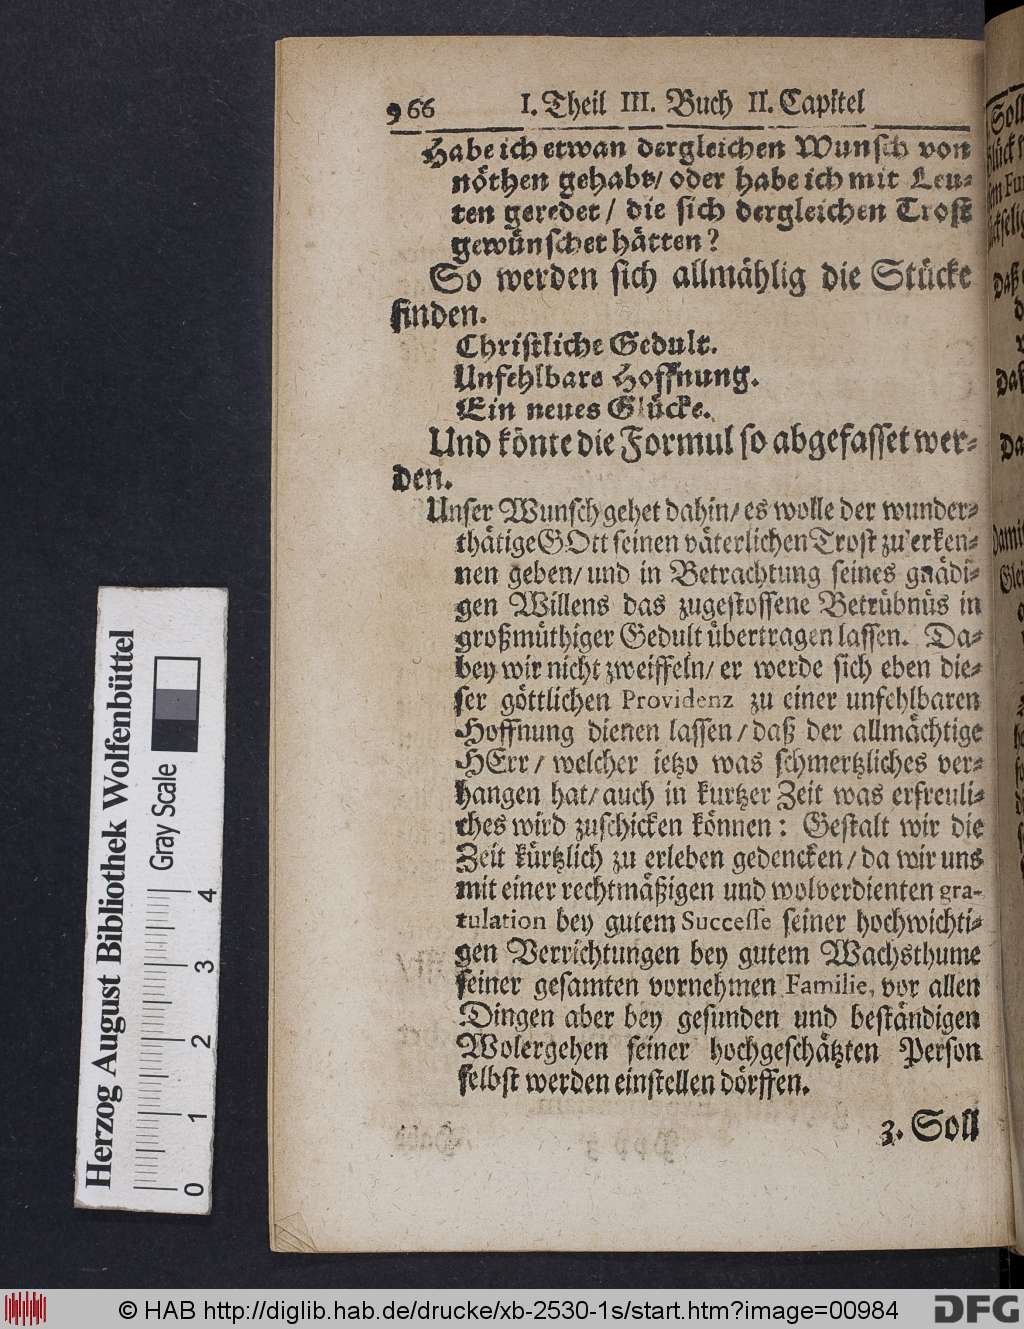 966 I. Theil III. Buch II. Capitel
Habe ich etwan dergleichen Wunsch von
nöthen gehabt/ oder habe ich mit Leu-
ten geredet/ die sich dergleichen Trost
gewünschet hätten?
So werden sich allmählig die Stücke
finden.
Christliche Gedult.
Unfehlbare Hoffnung.
Ein neues Glücke.
Und könte die Formul so abgefasset wer-
den.
Unser Wunsch gehet dahin/ es wolle der wunder-
thätige GOtt seinen väterlichen Trost zu erken-
nen geben/ und in Betrachtung seines gnädi-
gen Willens das zugestossene Betrübnüs in
großmüthiger Gedult übertragen lassen. Da-
bey wir nicht zweiffeln/ er werde sich eben die-
ser göttlichen Providenz zu einer unfehlbaren
Hoffnung dienen lassen/ daß der allmächtige
HErr/ welcher ietzo was schmertzliches ver-
hangen hat/ auch in kurtzer Zeit was erfreuli-
ches wird zuschicken können: Gestalt wir die
Zeit kürtzlich zu erleben gedencken/ da wir uns
mit einer rechtmäßigen und wolverdienten gra-
tulation bey gutem Successe seiner hochwichti-
gen Verrichtungen bey gutem Wachsthume
seiner gesamten vornehmen Familie, vor allen
Dingen aber bey gesunden und beständigen
Wolergehen seiner hochgeschätzten Person
selbst werden einstellen dörffen.
3. Soll
Herzog August Bibliothek Wolfenbüttel
Gray Scale
0 1 2 3 4
© HAB http://diglib.hab.de/drucke/xb-2530-1s/start.htm?image=00984
DFG